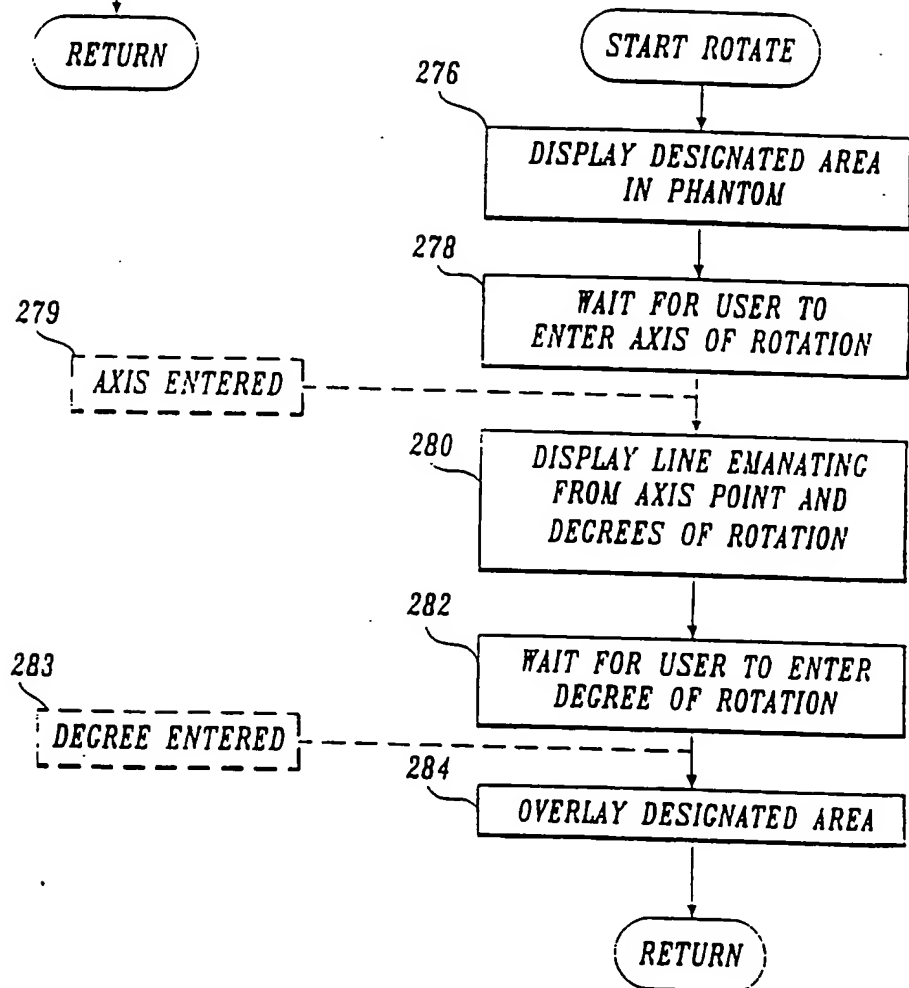 RETURN
START ROTATE
276
DISPLAY DESIGNATED AREA
IN PHANTOM
278
WAIT FOR USER TO
ENTER AXIS OF ROTATION
279
AXIS ENTERED
280
DISPLAY LINE EMANATING
FROM AXIS POINT AND
DEGREES OF ROTATION
282
WAIT FOR USER TO ENTER
DEGREE OF ROTATION
283
DEGREE ENTERED
284
OVERLAY DESIGNATED AREA
RETURN